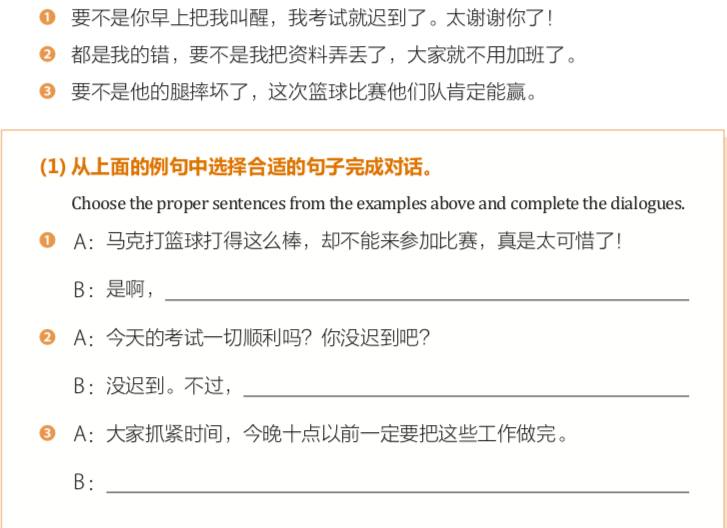 ❶ 要不是你早上把我叫醒，我考试就迟到了。太谢谢你了！
❷ 都是我的错，要不是我把资料弄丢了，大家就不用加班了。
❸ 要不是他的腿摔坏了，这次篮球比赛他们队肯定能赢。
(1) 从上面的例句中选择合适的句子完成对话。
Choose the proper sentences from the examples above and complete the dialogues.
❶ A：马克打篮球打得这么棒，却不能来参加比赛，真是太可惜了！
B：是啊，
❷ A：今天的考试一切顺利吗？你没迟到吧？
B：没迟到。不过，
❸ A：大家抓紧时间，今晚十点以前一定要把这些工作做完。
B：